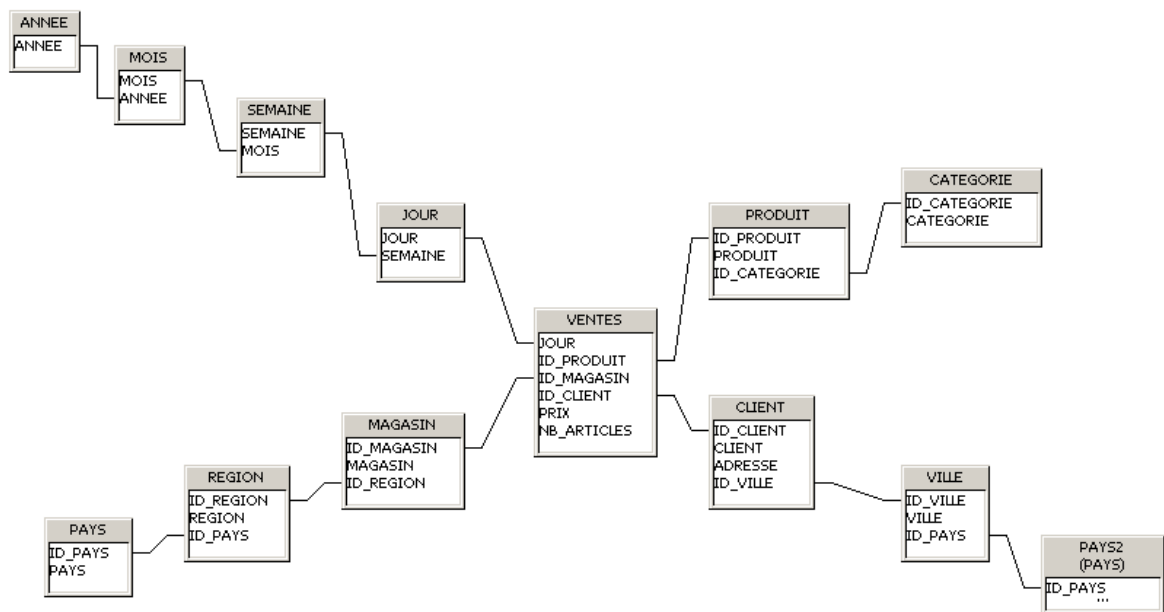 ANNEE
ANNEE
MOIS
MOIS
ANNEE
SEMAINE
SEMAINE
MOIS
JOUR
JOUR
SEMAINE
VENTES
JOUR
ID_PRODUIT
ID_MAGASIN
ID_CLIENT
PRIX
NB_ARTICLES
PRODUIT
ID_PRODUIT
PRODUIT
ID_CATEGORIE
CATEGORIE
ID_CATEGORIE
CATEGORIE
MAGASIN
ID_MAGASIN
MAGASIN
ID_REGION
REGION
ID_REGION
REGION
ID_PAYS
PAYS
ID_PAYS
PAYS
CLIENT
ID_CLIENT
CLIENT
ADRESSE
ID_VILLE
VILLE
ID_VILLE
VILLE
ID_PAYS
PAYS2
(PAYS)
ID_PAYS
...